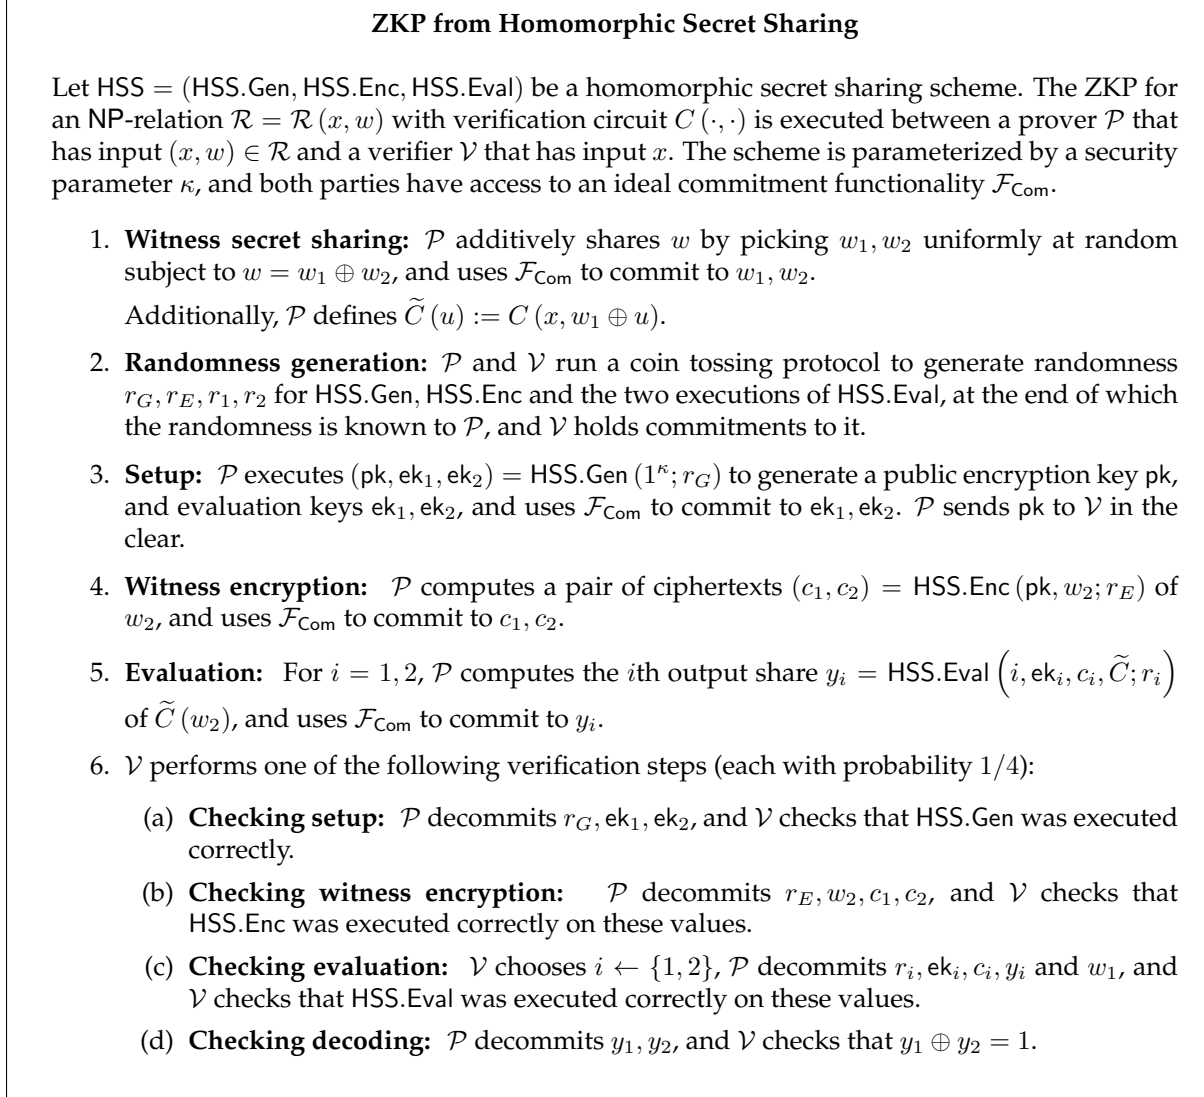 ZKP from Homomorphic Secret Sharing
Let HSS = (HSS.Gen, HSS.Enc, HSS.Eval) be a homomorphic secret sharing scheme. The ZKP for
an NP-relation ℛ = ℛ (x, w) with verification circuit C (·, ·) is executed between a prover 𝒫 that
has input (x, w) ∈ ℛ and a verifier 𝒱 that has input x. The scheme is parameterized by a security
parameter κ, and both parties have access to an ideal commitment functionality ℱ_Com.
1. Witness secret sharing: 𝒫 additively shares w by picking w₁, w₂ uniformly at random
subject to w = w₁ ⊕ w₂, and uses ℱ_Com to commit to w₁, w₂.
Additionally, 𝒫 defines C̃ (u) := C (x, w₁ ⊕ u).
2. Randomness generation: 𝒫 and 𝒱 run a coin tossing protocol to generate randomness
r_G, r_E, r₁, r₂ for HSS.Gen, HSS.Enc and the two executions of HSS.Eval, at the end of which
the randomness is known to 𝒫, and 𝒱 holds commitments to it.
3. Setup: 𝒫 executes (pk, ek₁, ek₂) = HSS.Gen (1^κ; r_G) to generate a public encryption key pk,
and evaluation keys ek₁, ek₂, and uses ℱ_Com to commit to ek₁, ek₂. 𝒫 sends pk to 𝒱 in the
clear.
4. Witness encryption: 𝒫 computes a pair of ciphertexts (c₁, c₂) = HSS.Enc (pk, w₂; r_E) of
w₂, and uses ℱ_Com to commit to c₁, c₂.
5. Evaluation: For i = 1, 2, 𝒫 computes the ith output share y_i = HSS.Eval (i, ek_i, c_i, C̃; r_i)
of C̃ (w₂), and uses ℱ_Com to commit to y_i.
6. 𝒱 performs one of the following verification steps (each with probability 1/4):
(a) Checking setup: 𝒫 decommits r_G, ek₁, ek₂, and 𝒱 checks that HSS.Gen was executed
correctly.
(b) Checking witness encryption: 𝒫 decommits r_E, w₂, c₁, c₂, and 𝒱 checks that
HSS.Enc was executed correctly on these values.
(c) Checking evaluation: 𝒱 chooses i ← {1, 2}, 𝒫 decommits r_i, ek_i, c_i, y_i and w₁, and
𝒱 checks that HSS.Eval was executed correctly on these values.
(d) Checking decoding: 𝒫 decommits y₁, y₂, and 𝒱 checks that y₁ ⊕ y₂ = 1.